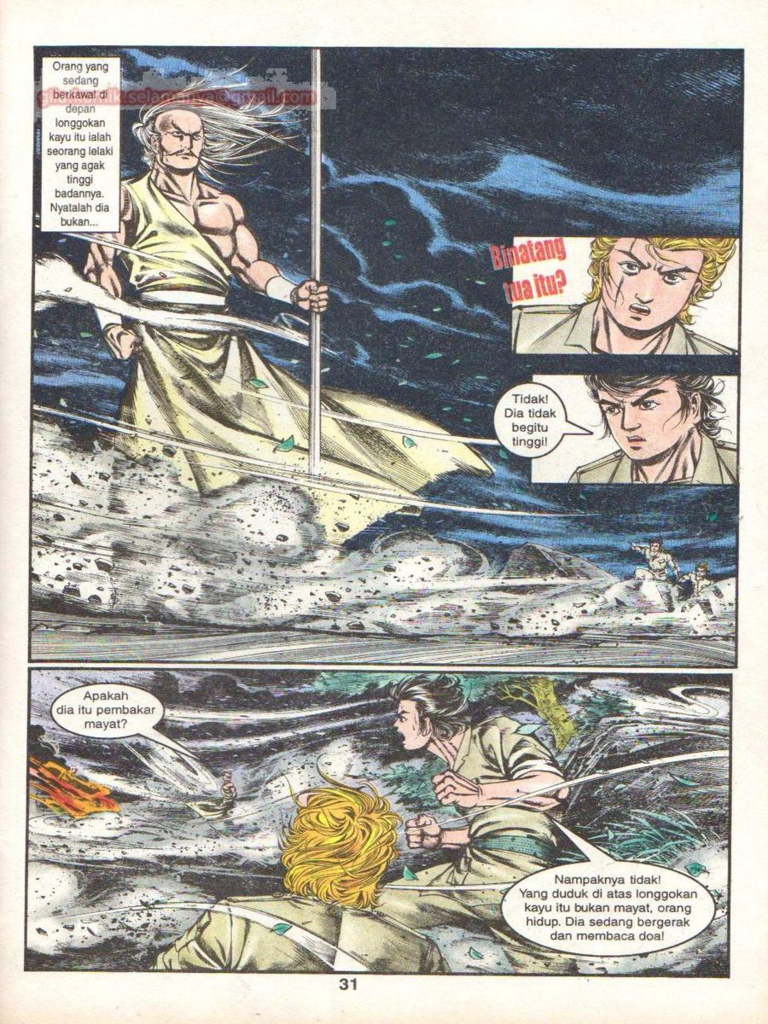 Orang yang
sedang
berkawal di
depan
longgokan
kayu itu ialah
seorang lelaki
yang agak
tinggi
badannya.
Nyatalah dia
bukan...
Binatang
tua itu?
Tidak!
Dia tidak
begitu
tinggi!
Apakah
dia itu pembakar
mayat?
Nampaknya tidak!
Yang duduk di atas longgokan
kayu itu bukan mayat, orang
hidup. Dia sedang bergerak
dan membaca doa!
31